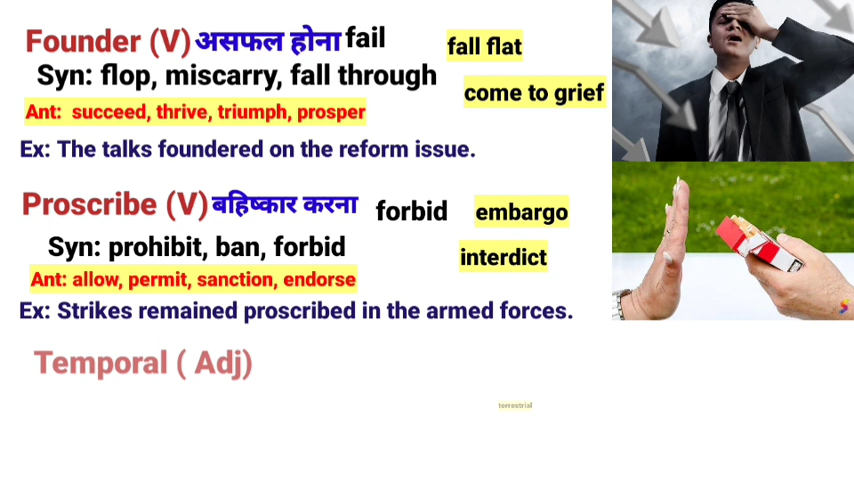 Founder (V) असफल होना fail
fall flat
Syn: flop, miscarry, fall through
come to grief
Ant: succeed, thrive, triumph, prosper
Ex: The talks foundered on the reform issue.
Proscribe (V) बहिष्कार करना forbid embargo
Syn: prohibit, ban, forbid
interdict
Ant: allow, permit, sanction, endorse
Ex: Strikes remained proscribed in the armed forces.
Temporal ( Adj)
terrestrial